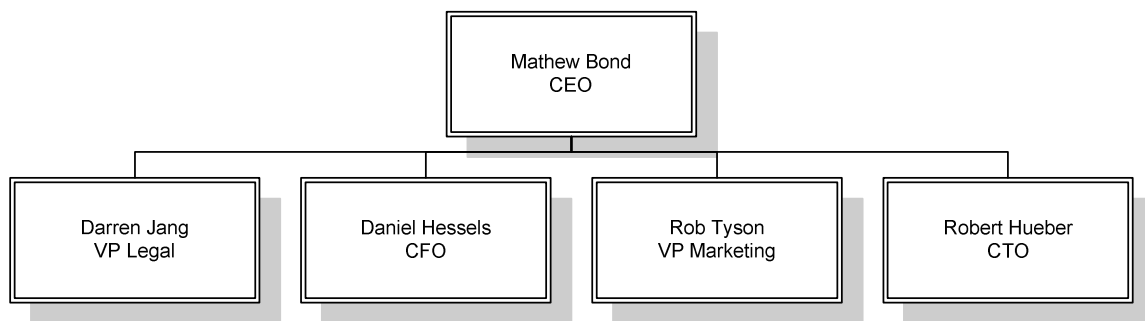 Mathew Bond
CEO
Darren Jang
VP Legal
Daniel Hessels
CFO
Rob Tyson
VP Marketing
Robert Hueber
CTO